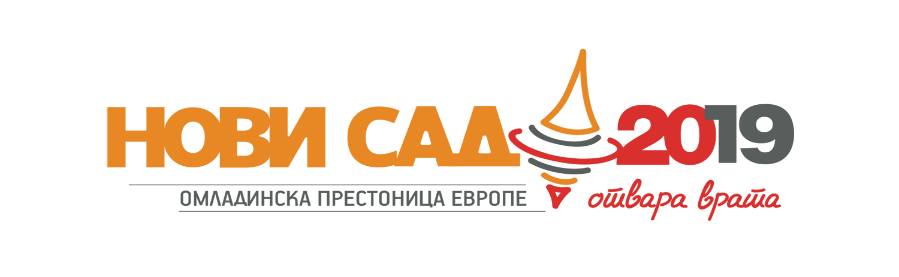 НОВИ САД 2019
ОМЛАДИНСКА ПРЕСТОНИЦА ЕВРОПЕ
отвара врата